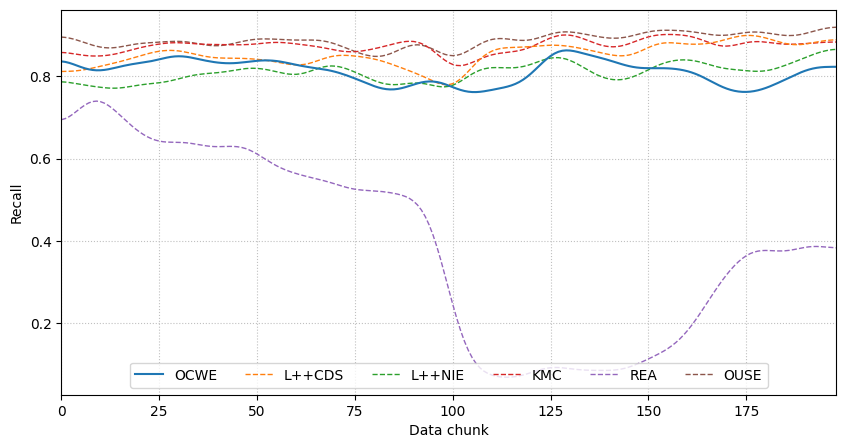 0.8
0.6
0.4
0.2
Recall
OCWE L++CDS L++NIE KMC REA OUSE
0 25 50 75 100 125 150 175
Data chunk